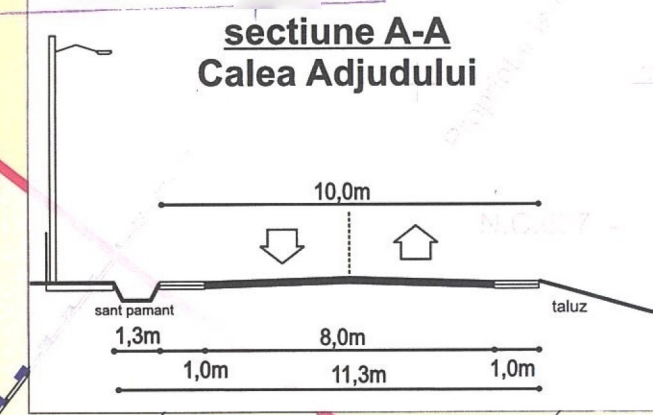 sectiune A-A
Calea Adjudului
10,0m
sant pamant
taluz
1,3m
8,0m
1,0m
11,3m
1,0m